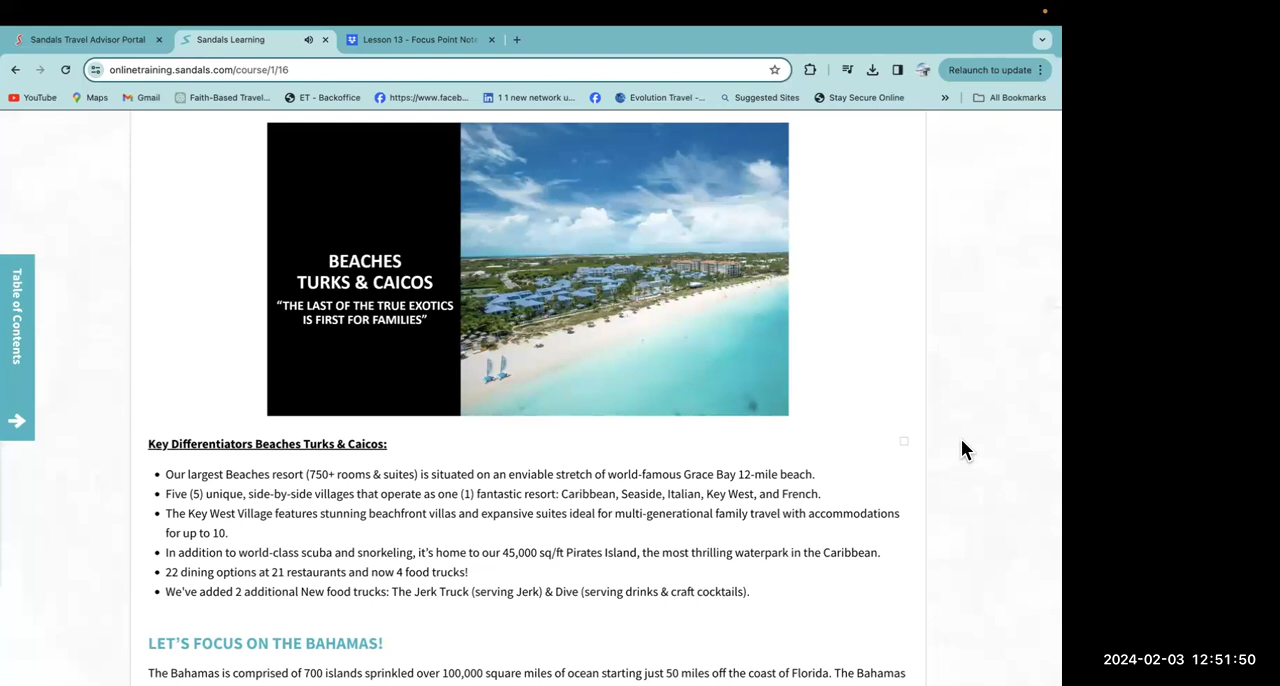 Sandals Travel Advisor Portal
Sandals Learning
Lesson 13 - Focus Point Not
onlinetraining.sandals.com/course/1/16
Relaunch to update
YouTube
Maps
Gmail
Faith-Based Travel...
ET - Backoffice
https://www.faceb...
1 1 new network u...
Evolution Travel -...
Suggested Sites
Stay Secure Online
All Bookmarks
Table of Contents
BEACHES
TURKS & CAICOS
“THE LAST OF THE TRUE EXOTICS
IS FIRST FOR FAMILIES”
Key Differentiators Beaches Turks & Caicos:
• Our largest Beaches resort (750+ rooms & suites) is situated on an enviable stretch of world-famous Grace Bay 12-mile beach.
• Five (5) unique, side-by-side villages that operate as one (1) fantastic resort: Caribbean, Seaside, Italian, Key West, and French.
• The Key West Village features stunning beachfront villas and expansive suites ideal for multi-generational family travel with accommodations
for up to 10.
• In addition to world-class scuba and snorkeling, it’s home to our 45,000 sq/ft Pirates Island, the most thrilling waterpark in the Caribbean.
• 22 dining options at 21 restaurants and now 4 food trucks!
• We've added 2 additional New food trucks: The Jerk Truck (serving Jerk) & Dive (serving drinks & craft cocktails).
LET’S FOCUS ON THE BAHAMAS!
The Bahamas is comprised of 700 islands sprinkled over 100,000 square miles of ocean starting just 50 miles off the coast of Florida. The Bahamas
2024-02-03 12:51:50